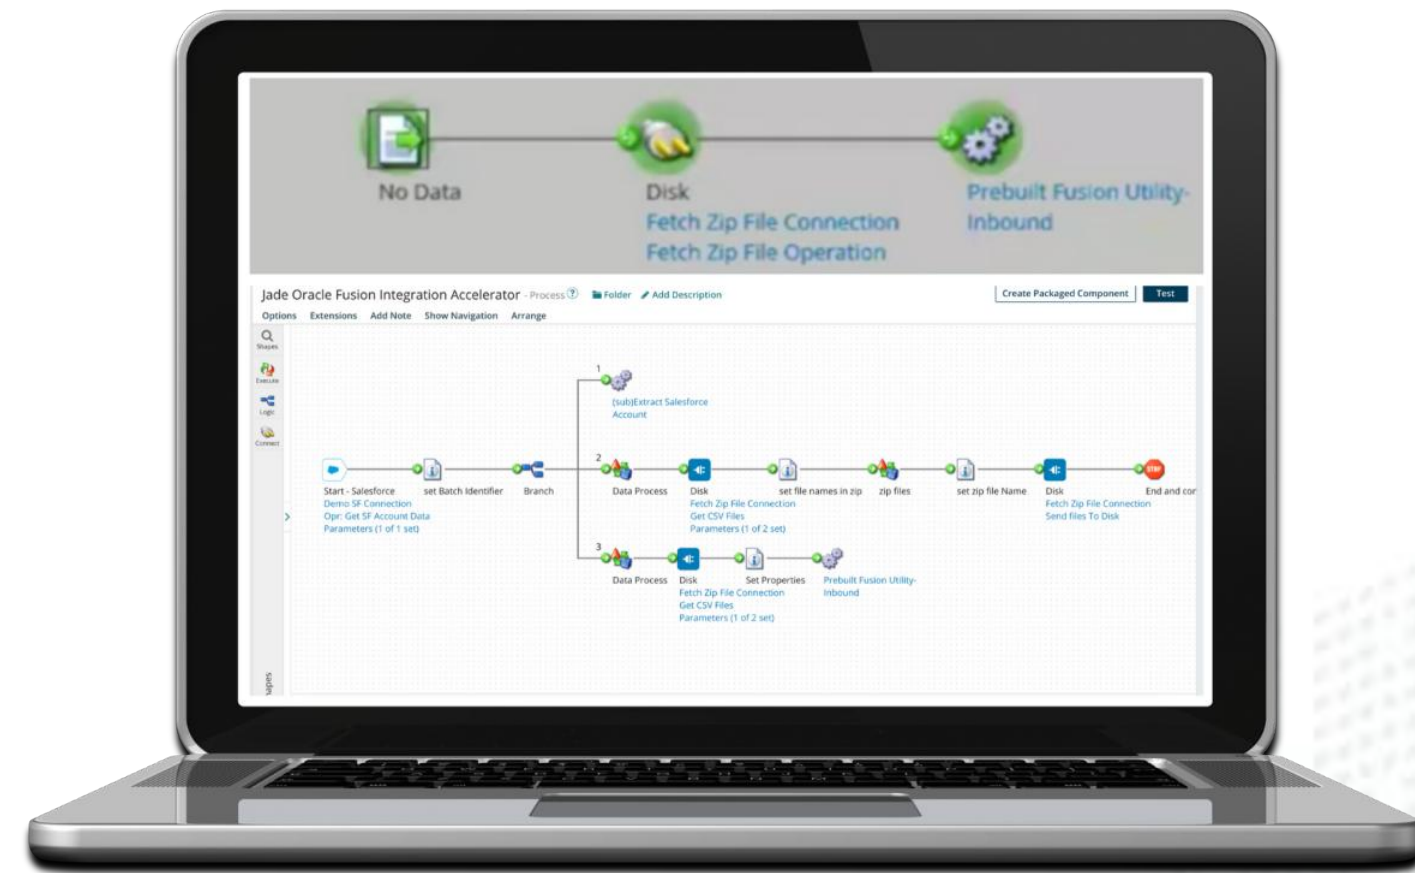 No Data
Disk
Fetch Zip File Connection
Fetch Zip File Operation
Prebuilt Fusion Utility-
Inbound
Jade Oracle Fusion Integration Accelerator - Process ? Folder Add Description
Create Packaged Component Test
Options Extensions Add Note Show Navigation Arrange
Shapes
Execute
Logic
Connect
1
(sub)Extract Salesforce
Account
Start - Salesforce
Demo SF Connection
Opr: Get SF Account Data
Parameters (1 of 1 set)
set Batch Identifier
Branch
2
Data Process
Disk
Fetch Zip File Connection
Get CSV Files
Parameters (1 of 2 set)
set file names in zip
zip files
set zip file Name
Disk
Fetch Zip File Connection
Send files To Disk
STOP
End and cor
3
Data Process
Disk
Fetch Zip File Connection
Get CSV Files
Parameters (1 of 2 set)
Set Properties
Prebuilt Fusion Utility-
Inbound